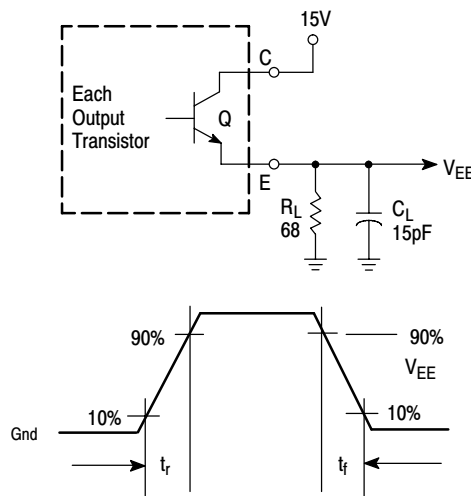 15V
C
Each
Output
Transistor
Q
E
VEE
RL
68
CL
15pF
90%
90%
VEE
10%
10%
Gnd
tr
tf